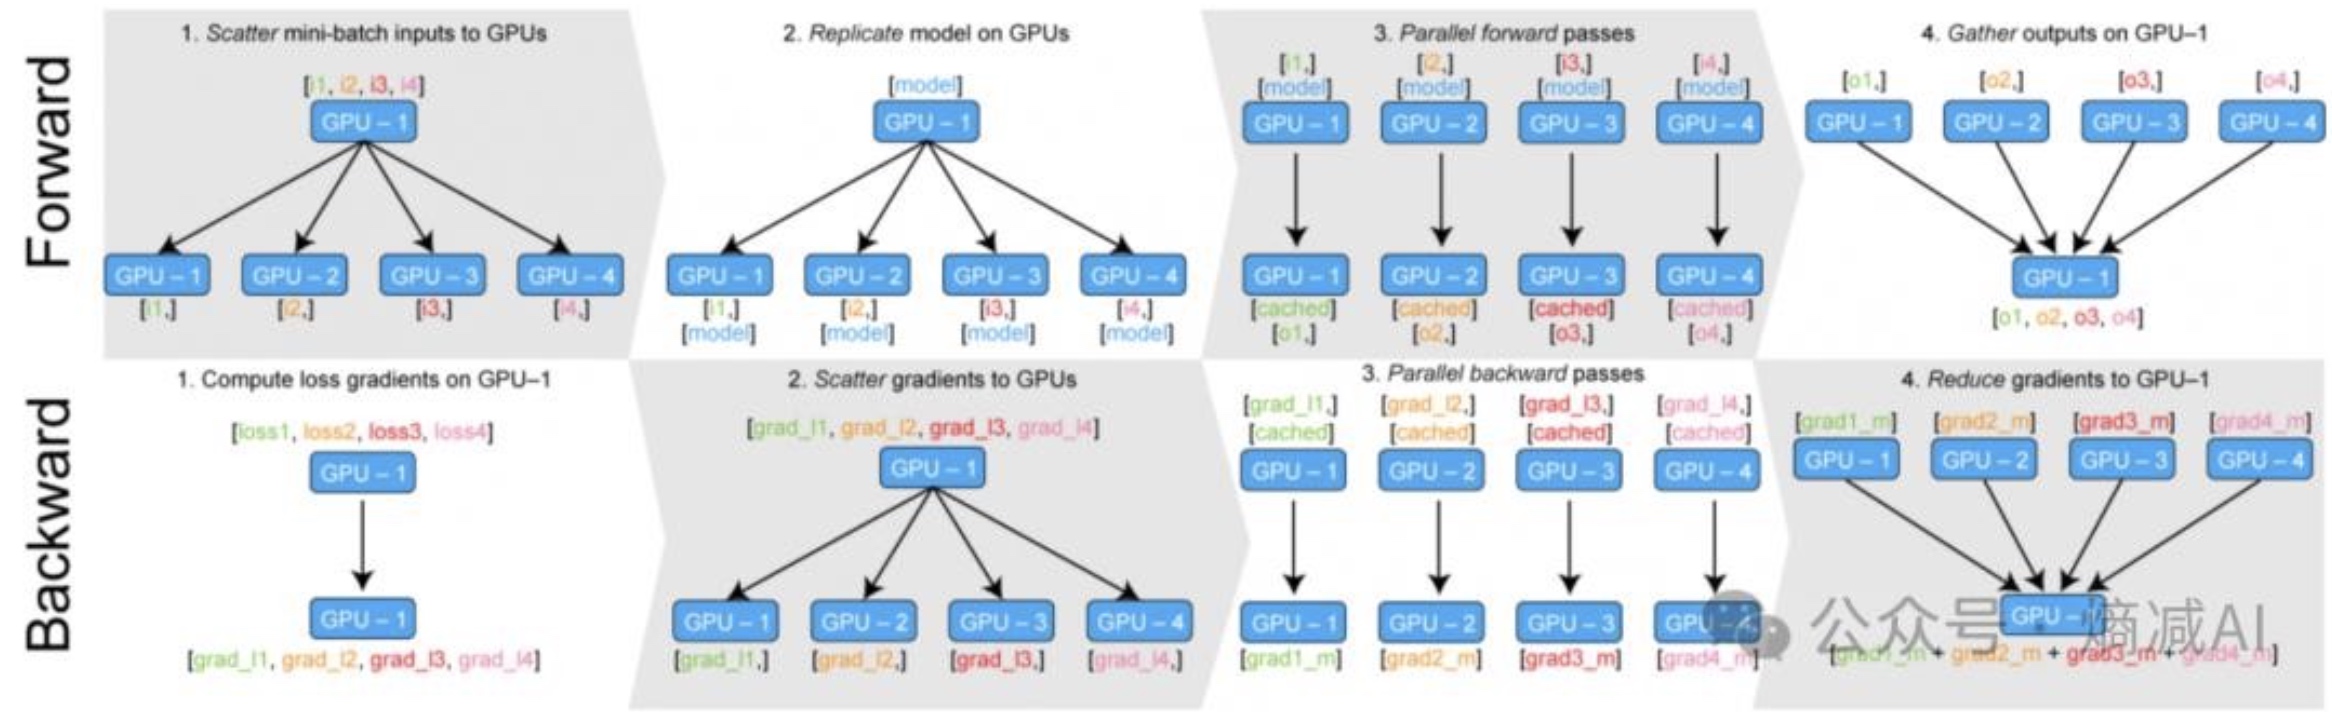 Forward
1. Scatter mini-batch inputs to GPUs
[i1, i2, i3, i4]
GPU – 1
GPU – 1 GPU – 2 GPU – 3 GPU – 4
[i1,] [i2,] [i3,] [i4,]
2. Replicate model on GPUs
[model]
GPU – 1
GPU – 1 GPU – 2 GPU – 3 GPU – 4
[i1,] [i2,] [i3,] [i4,]
[model] [model] [model] [model]
3. Parallel forward passes
[i1,] [i2,] [i3,] [i4,]
[model] [model] [model] [model]
GPU – 1 GPU – 2 GPU – 3 GPU – 4
GPU – 1 GPU – 2 GPU – 3 GPU – 4
[cached] [cached] [cached] [cached]
[o1,] [o2,] [o3,] [o4,]
4. Gather outputs on GPU–1
[o1,] [o2,] [o3,] [o4,]
GPU – 1 GPU – 2 GPU – 3 GPU – 4
GPU – 1
[o1, o2, o3, o4]
Backward
1. Compute loss gradients on GPU–1
[loss1, loss2, loss3, loss4]
GPU – 1
GPU – 1
[grad_l1, grad_l2, grad_l3, grad_l4]
2. Scatter gradients to GPUs
[grad_l1, grad_l2, grad_l3, grad_l4]
GPU – 1
GPU – 1 GPU – 2 GPU – 3 GPU – 4
[grad_l1,] [grad_l2,] [grad_l3,] [grad_l4,]
3. Parallel backward passes
[grad_l1,] [grad_l2,] [grad_l3,] [grad_l4,]
[cached] [cached] [cached] [cached]
GPU – 1 GPU – 2 GPU – 3 GPU – 4
GPU – 1 GPU – 2 GPU – 3 GPU – 4
[grad1_m] [grad2_m] [grad3_m] [grad4_m]
4. Reduce gradients to GPU–1
[grad1_m] [grad2_m] [grad3_m] [grad4_m]
GPU – 1 GPU – 2 GPU – 3 GPU – 4
GPU –
[grad1_m + grad2_m + grad3_m + grad4_m]
公众号 · 熵减AI